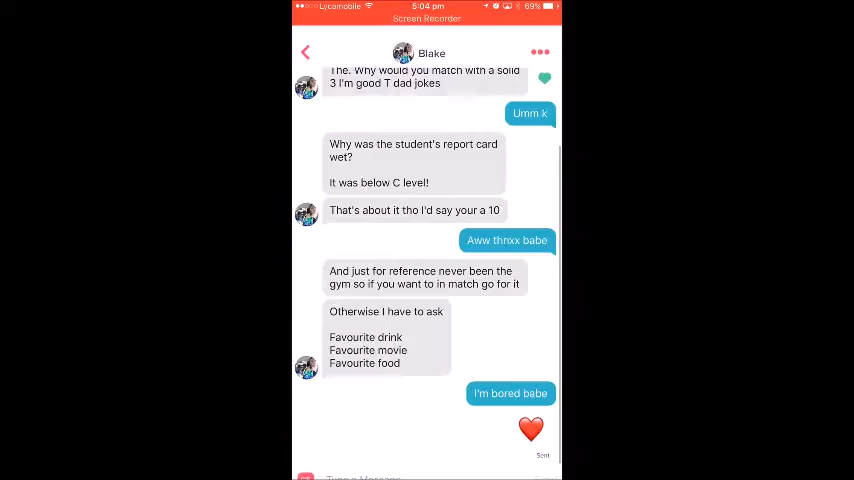 Lycamobile
5:04 pm
69%
Screen Recorder
Blake
The. Why would you match with a solid
3 I'm good T dad jokes
Umm k
Why was the student's report card
wet?
It was below C level!
That's about it tho I'd say your a 10
Aww thnxx babe
And just for reference never been the
gym so if you want to in match go for it
Otherwise I have to ask
Favourite drink
Favourite movie
Favourite food
I'm bored babe
Sent
Type a Message